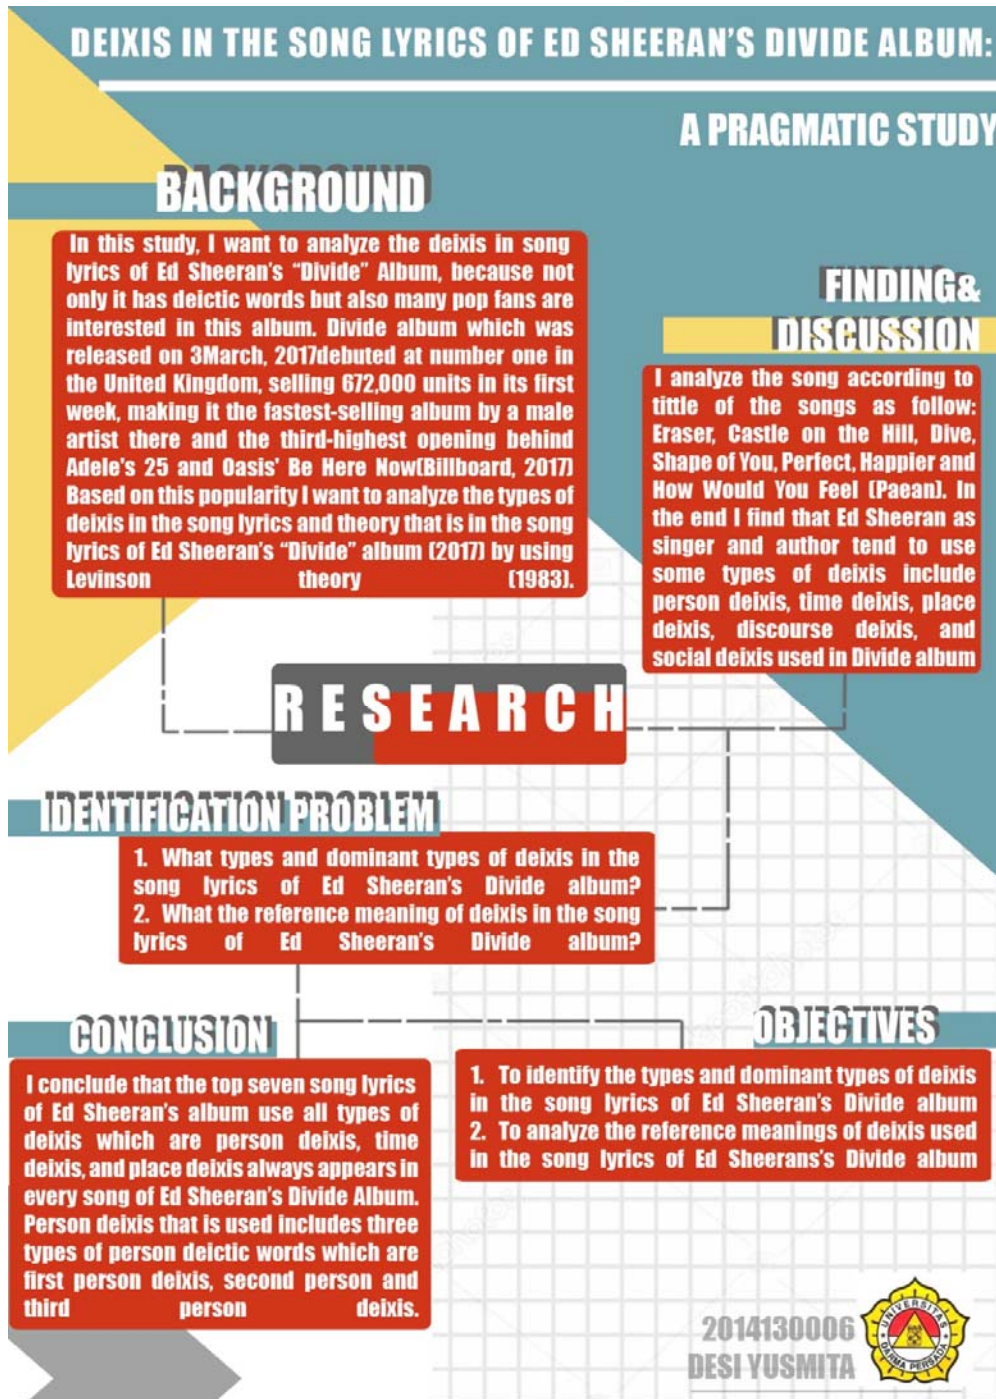 DEIXIS IN THE SONG LYRICS OF ED SHEERAN'S DIVIDE ALBUM:
A PRAGMATIC STUDY
BACKGROUND
In this study, I want to analyze the deixis in song
lyrics of Ed Sheeran's "Divide" Album, because not
only it has deictic words but also many pop fans are
interested in this album. Divide album which was
released on 3March, 2017debuted at number one in
the United Kingdom, selling 672,000 units in its first
week, making it the fastest-selling album by a male
artist there and the third-highest opening behind
Adele's 25 and Oasis' Be Here Now(Billboard, 2017)
Based on this popularity I want to analyze the types of
deixis in the song lyrics and theory that is in the song
lyrics of Ed Sheeran's "Divide" album (2017) by using
Levinson theory (1983).
FINDING&
DISCUSSION
I analyze the song according to
tittle of the songs as follow:
Eraser, Castle on the Hill, Dive,
Shape of You, Perfect, Happier and
How Would You Feel (Paean). In
the end I find that Ed Sheeran as
singer and author tend to use
some types of deixis include
person deixis, time deixis, place
deixis, discourse deixis, and
social deixis used in Divide album
RESEARCH
IDENTIFICATION PROBLEM
1. What types and dominant types of deixis in the
song lyrics of Ed Sheeran's Divide album?
2. What the reference meaning of deixis in the song
lyrics of Ed Sheeran's Divide album?
CONCLUSION
I conclude that the top seven song lyrics
of Ed Sheeran's album use all types of
deixis which are person deixis, time
deixis, and place deixis always appears in
every song of Ed Sheeran's Divide Album.
Person deixis that is used includes three
types of person deictic words which are
first person deixis, second person and
third person deixis.
OBJECTIVES
1. To identify the types and dominant types of deixis
in the song lyrics of Ed Sheeran's Divide album
2. To analyze the reference meanings of deixis used
in the song lyrics of Ed Sheerans's Divide album
2014130006
DESI YUSMITA
UNIVERSITAS
DARMA PERSADA